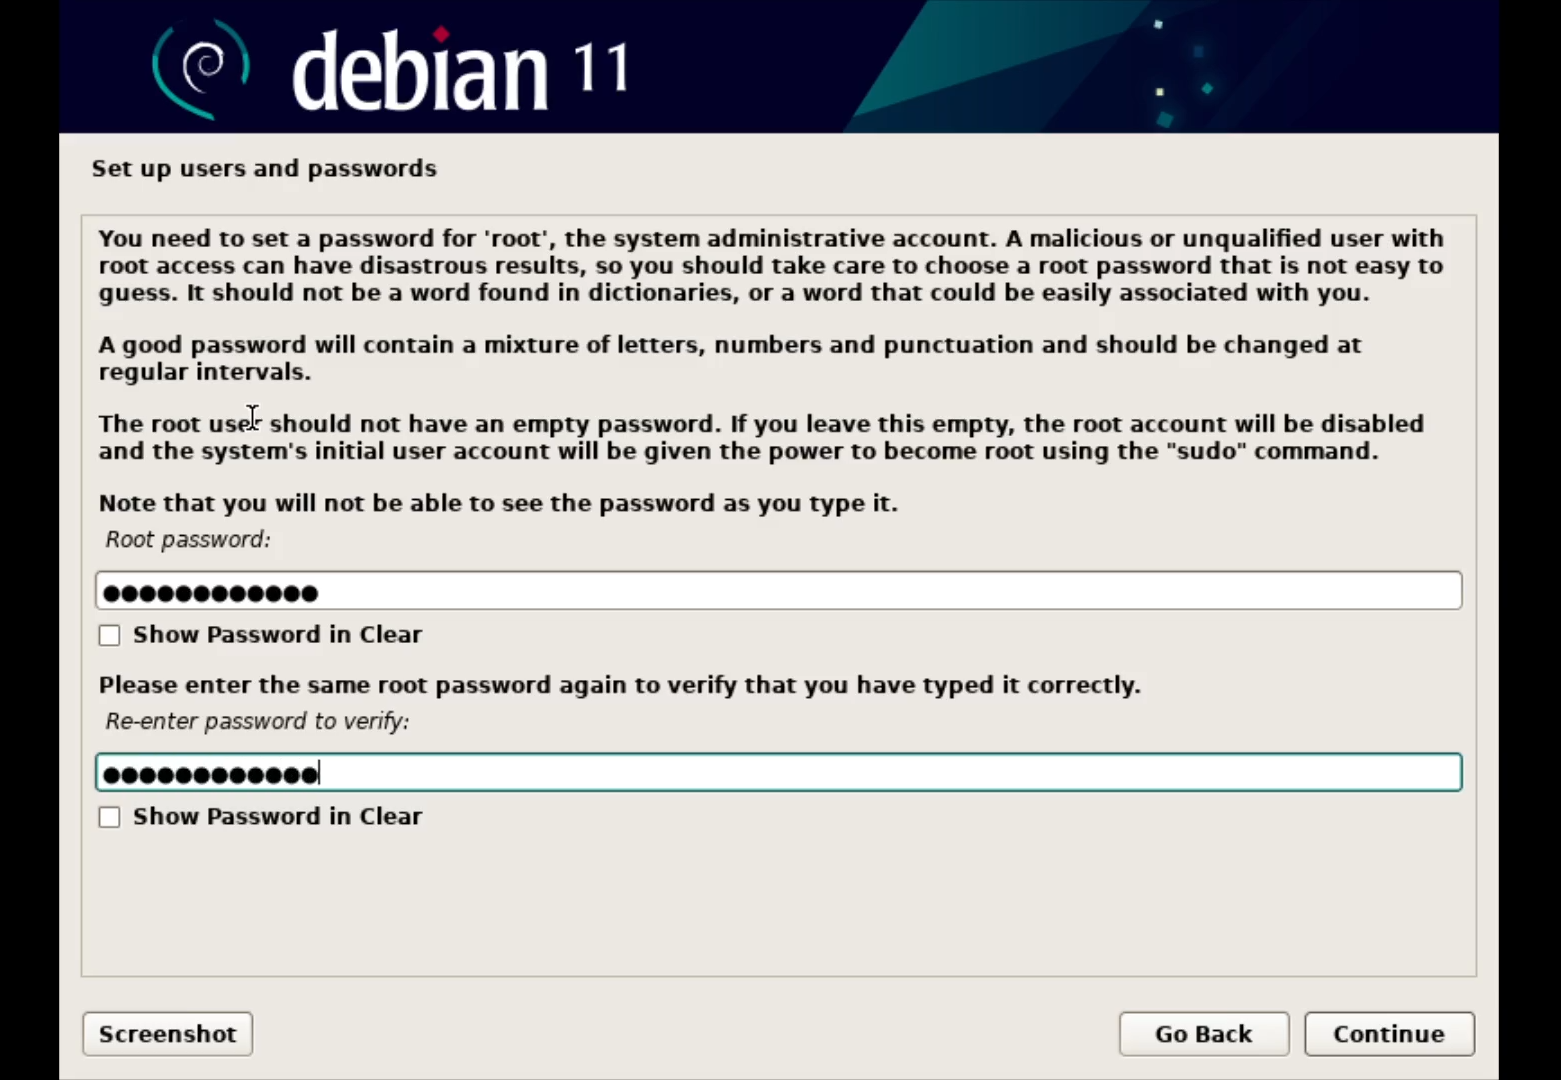 debian 11
Set up users and passwords
You need to set a password for 'root', the system administrative account. A malicious or unqualified user with
root access can have disastrous results, so you should take care to choose a root password that is not easy to
guess. It should not be a word found in dictionaries, or a word that could be easily associated with you.
A good password will contain a mixture of letters, numbers and punctuation and should be changed at
regular intervals.
The root user should not have an empty password. If you leave this empty, the root account will be disabled
and the system's initial user account will be given the power to become root using the "sudo" command.
Note that you will not be able to see the password as you type it.
Root password:
●●●●●●●●●●●●
Show Password in Clear
Please enter the same root password again to verify that you have typed it correctly.
Re-enter password to verify:
●●●●●●●●●●●●
Show Password in Clear
Screenshot
Go Back
Continue